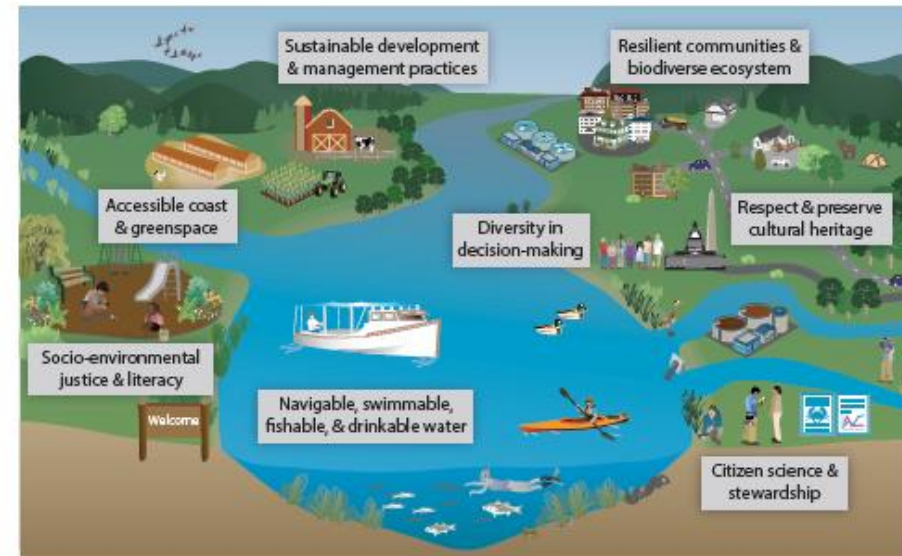 Sustainable development
& management practices
Resilient communities &
biodiverse ecosystem
Accessible coast
& greenspace
Diversity in
decision-making
Respect & preserve
cultural heritage
Socio-environmental
justice & literacy
Welcome
Navigable, swimmable,
fishable, & drinkable water
Citizen science &
stewardship